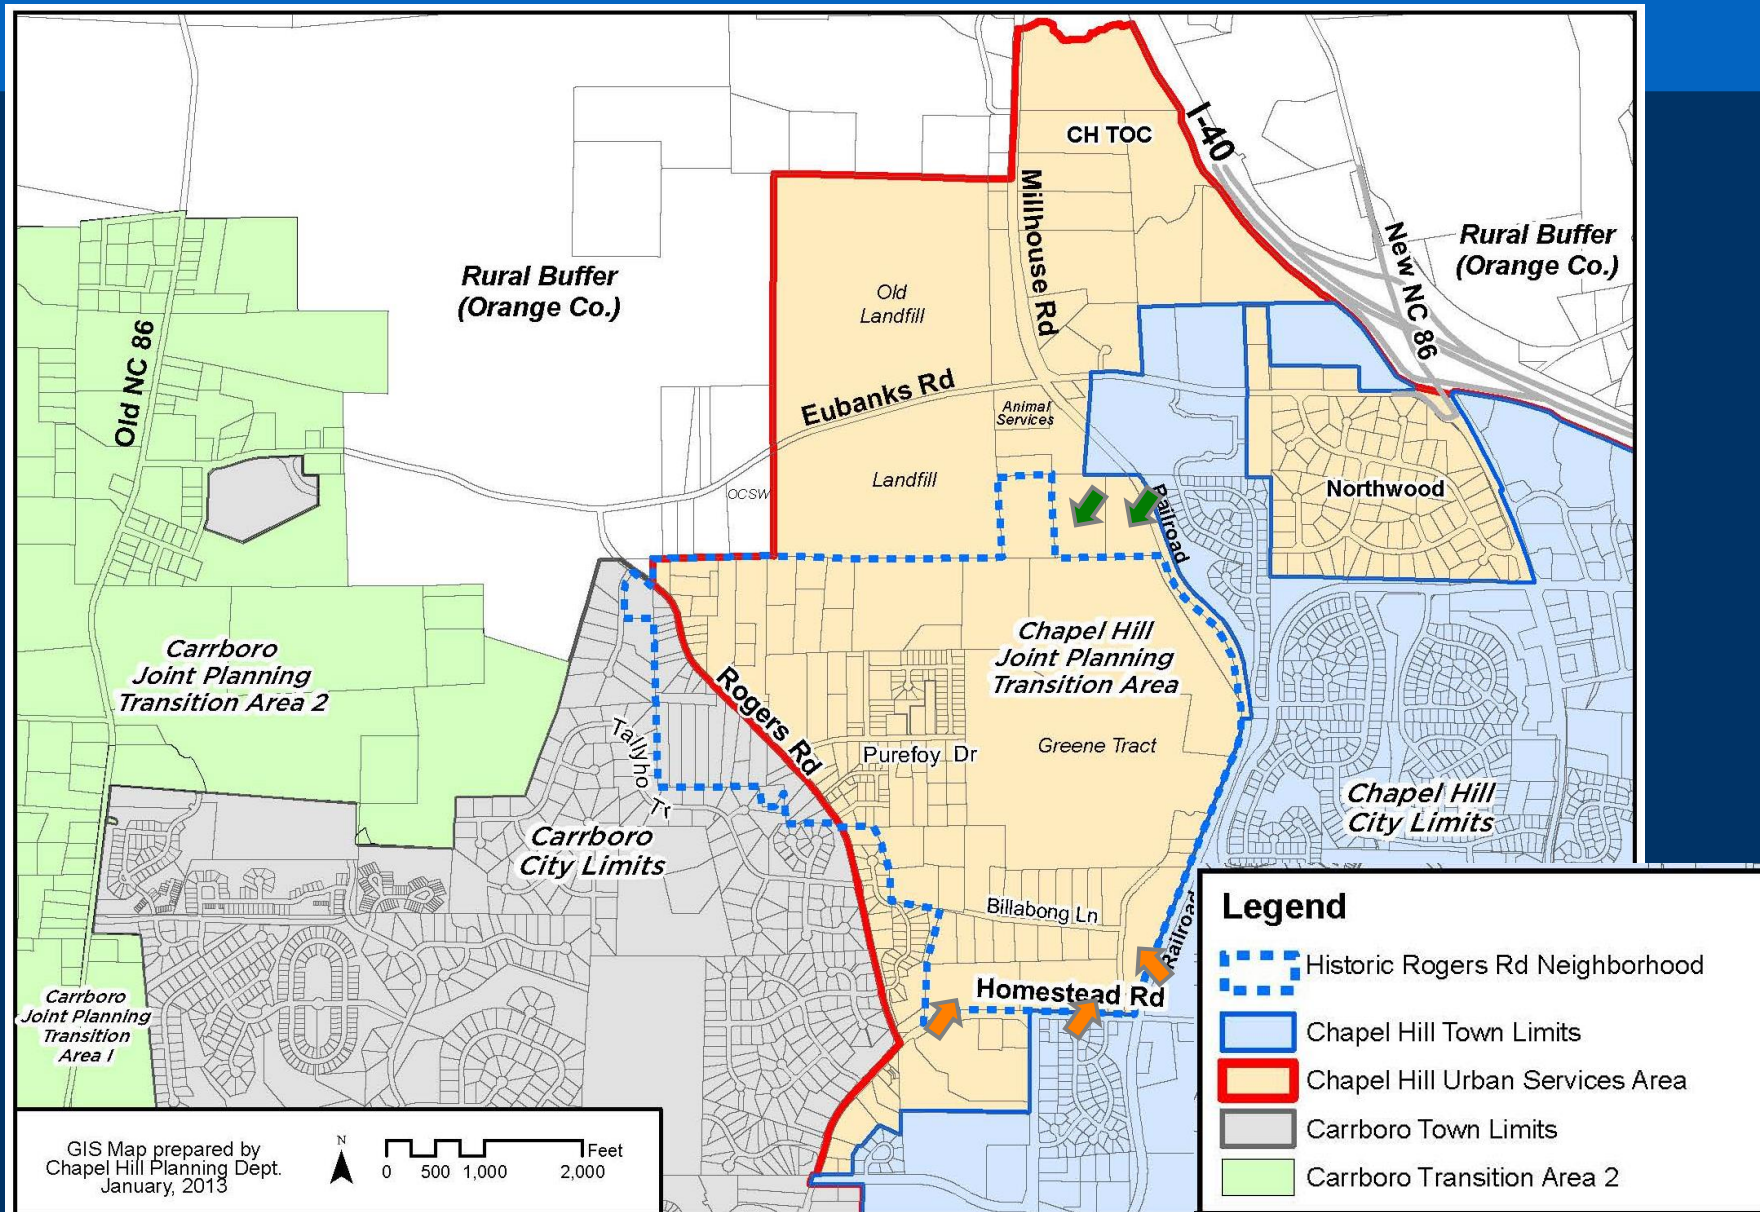 CH TOC
I-40
Millhouse Rd
New NC 86
Rural Buffer
(Orange Co.)
Rural Buffer
(Orange Co.)
Old
Landfill
Old NC 86
Eubanks Rd
Animal
Services
Landfill
OCSW
Northwood
Railroad
Carrboro
Joint Planning
Transition Area 2
Chapel Hill
Joint Planning
Transition Area
Rogers Rd
Tallyho Tr
Purefoy Dr
Greene Tract
Chapel Hill
City Limits
Carrboro
City Limits
Billabong Ln
Railroad
Homestead Rd
Carrboro
Joint Planning
Transition
Area I
Legend
Historic Rogers Rd Neighborhood
Chapel Hill Town Limits
Chapel Hill Urban Services Area
Carrboro Town Limits
Carrboro Transition Area 2
GIS Map prepared by
Chapel Hill Planning Dept.
January, 2013
N
Feet
0 500 1,000 2,000